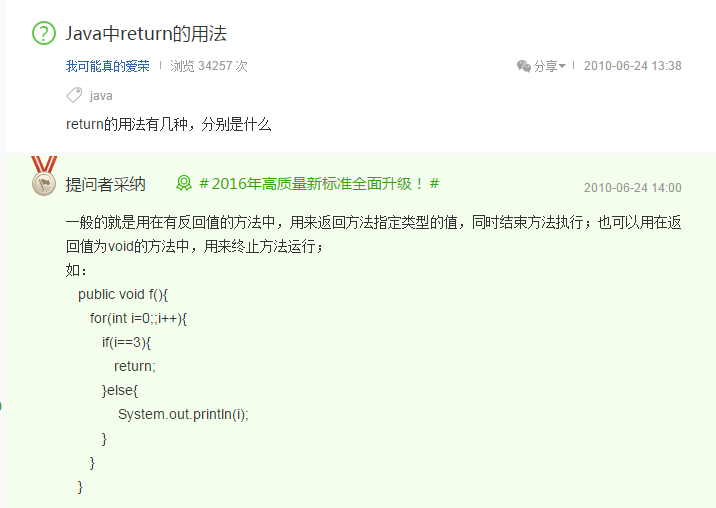 Java中return的用法
我可能真的爱荣 浏览 34257 次 分享 2010-06-24 13:38
java
return的用法有几种，分别是什么
提问者采纳 #2016年高质量新标准全面升级！# 2010-06-24 14:00
一般的就是用在有反回值的方法中，用来返回方法指定类型的值，同时结束方法执行；也可以用在返
回值为void的方法中，用来终止方法运行；
如：
public void f(){
for(int i=0;;i++){
if(i==3){
return;
}else{
System.out.println(i);
}
}
}